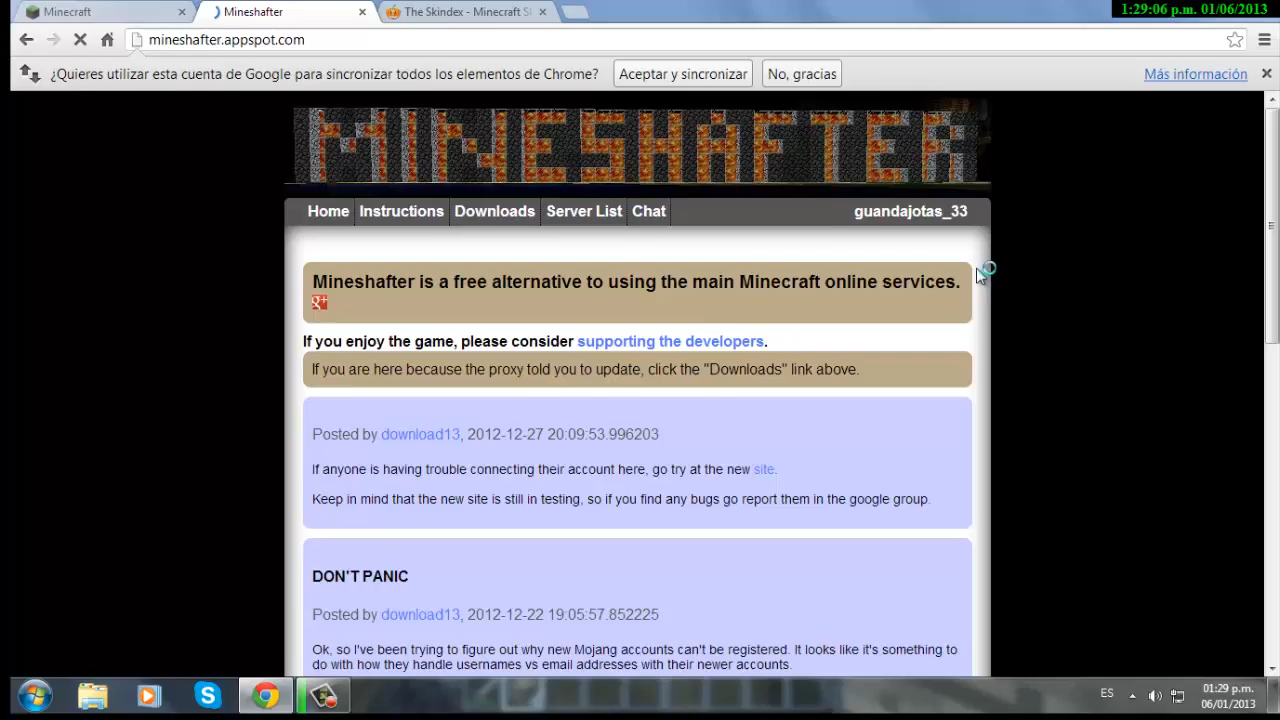 1:29:06 p.m. 01/06/2013
Minecraft
Mineshafter
The Skindex - Minecraft S
mineshafter.appspot.com
¿Quieres utilizar esta cuenta de Google para sincronizar todos los elementos de Chrome?
Aceptar y sincronizar
No, gracias
Más información
MINESHAFTER
Home
Instructions
Downloads
Server List
Chat
guandajotas_33
Mineshafter is a free alternative to using the main Minecraft online services.
g+
If you enjoy the game, please consider supporting the developers.
If you are here because the proxy told you to update, click the "Downloads" link above.
Posted by download13, 2012-12-27 20:09:53.996203
If anyone is having trouble connecting their account here, go try at the new site.
Keep in mind that the new site is still in testing, so if you find any bugs go report them in the google group.
DON'T PANIC
Posted by download13, 2012-12-22 19:05:57.852225
Ok, so I've been trying to figure out why new Mojang accounts can't be registered. It looks like it's something to
do with how they handle usernames vs email addresses with their newer accounts.
ES
01:29 p.m.
06/01/2013